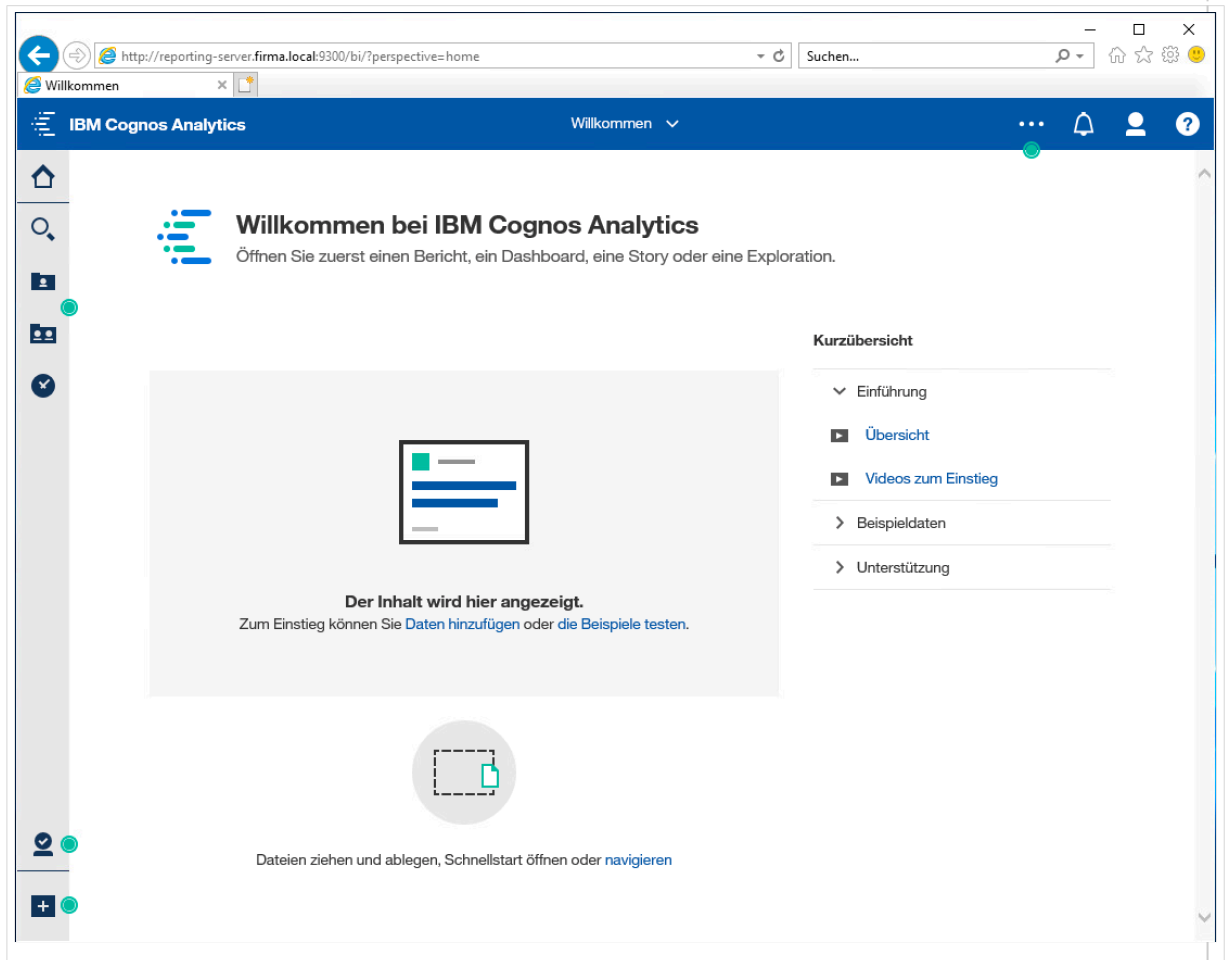 http://reporting-server.firma.local:9300/bi/?perspective=home
Suchen...
Willkommen
IBM Cognos Analytics
Willkommen
Willkommen bei IBM Cognos Analytics
Öffnen Sie zuerst einen Bericht, ein Dashboard, eine Story oder eine Exploration.
Kurzübersicht
Einführung
Übersicht
Videos zum Einstieg
Beispieldaten
Unterstützung
Der Inhalt wird hier angezeigt.
Zum Einstieg können Sie Daten hinzufügen oder die Beispiele testen.
Dateien ziehen und ablegen, Schnellstart öffnen oder navigieren